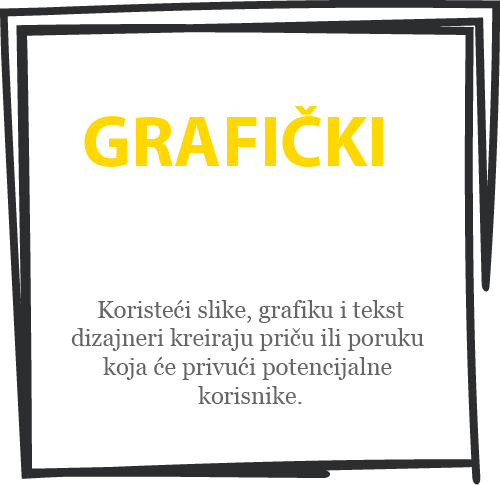 GRAFIČKI
Koristeći slike, grafiku i tekst
dizajneri kreiraju priču ili poruku
koja će privući potencijalne
korisnike.